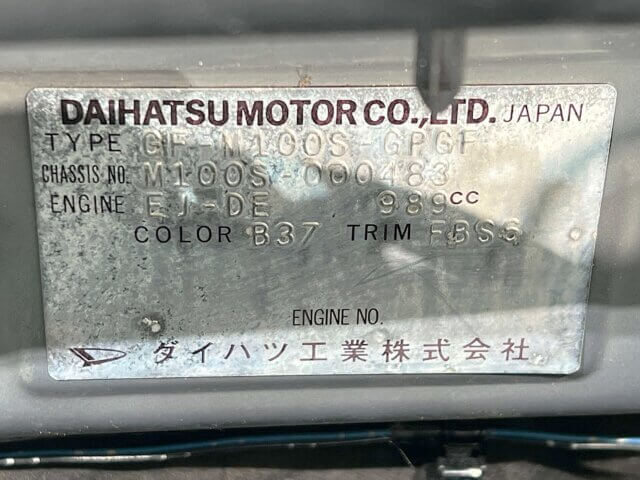 DAIHATSU MOTOR CO.,LTD. JAPAN
TYPE GF-M100S-GPGF
CHASSIS NO. M100S-000483
ENGINE EJ-DE 989CC
COLOR B37 TRIM FBS6
ENGINE NO.
ダイハツ工業株式会社